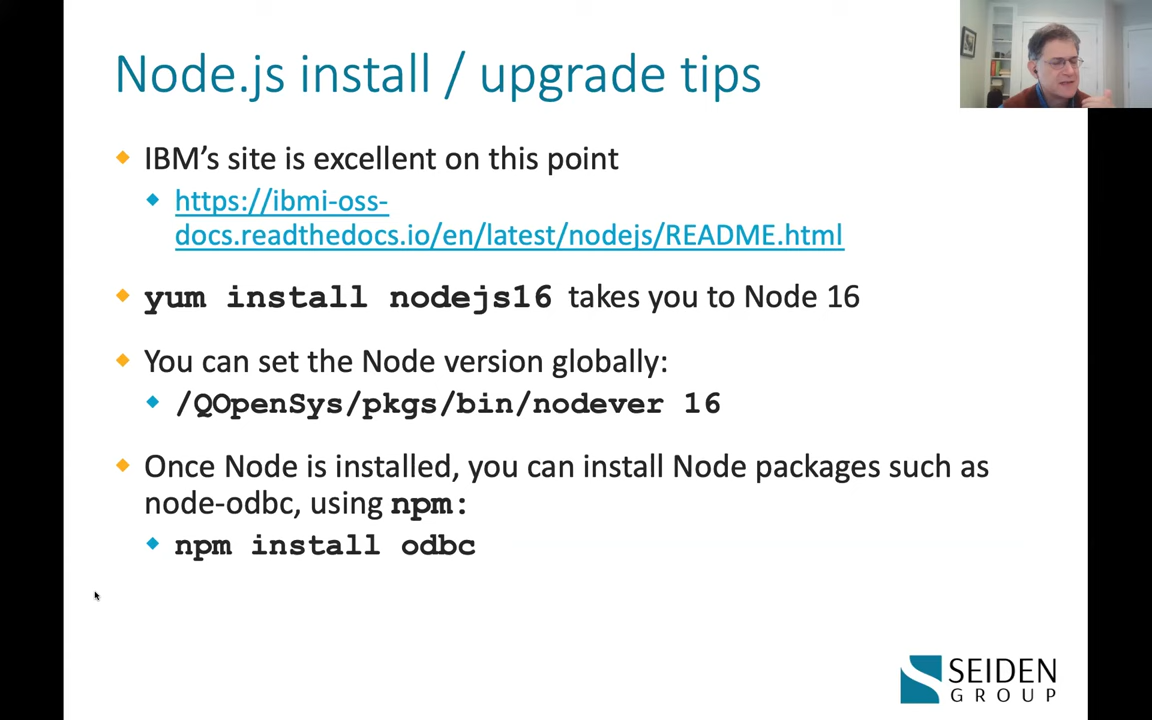 Node.js install / upgrade tips
IBM’s site is excellent on this point
https://ibmi-oss-
docs.readthedocs.io/en/latest/nodejs/README.html
yum install nodejs16 takes you to Node 16
You can set the Node version globally:
/QOpenSys/pkgs/bin/nodever 16
Once Node is installed, you can install Node packages such as
node-odbc, using npm:
npm install odbc
SEIDEN
GROUP